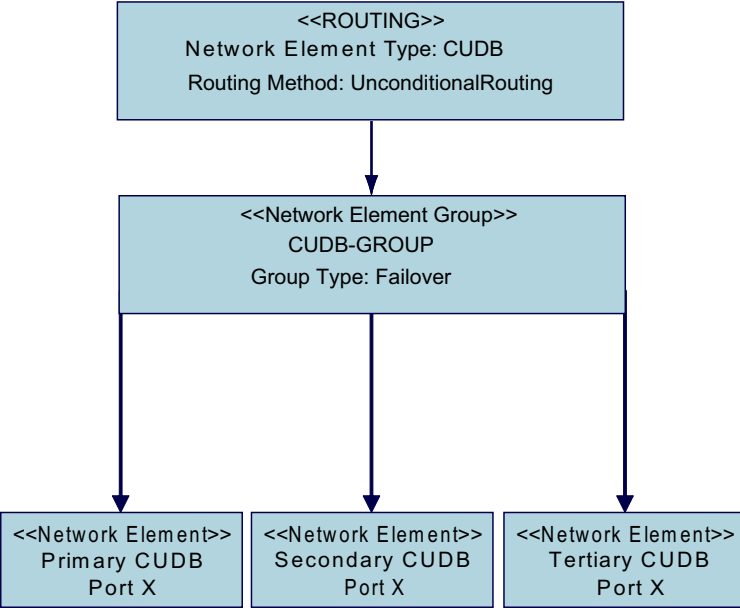 <<ROUTING>>
Network Element Type: CUDB
Routing Method: UnconditionalRouting
<<Network Element Group>>
CUDB-GROUP
Group Type: Failover
<<Network Element>>
Primary CUDB
Port X
<<Network Element>>
Secondary CUDB
Port X
<<Network Element>>
Tertiary CUDB
Port X